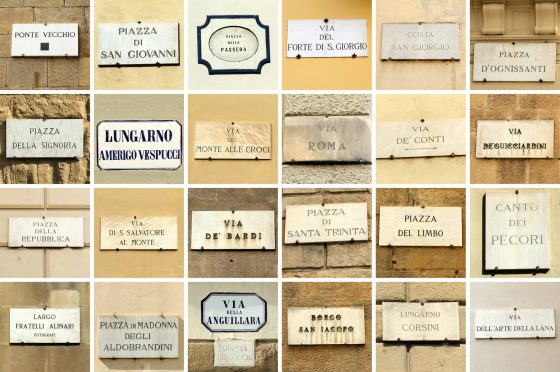 PONTE VECCHIO
PIAZZA
DI
SAN GIOVANNI
PIAZZA
DELLA
PASSERA
VIA
DEL
FORTE DI S. GIORGIO
COSTA
SAN GIORGIO
PIAZZA
D'OGNISSANTI
PIAZZA
DELLA SIGNORIA
LUNGARNO
AMERIGO VESPUCCI
VIA
DEL
MONTE ALLE CROCI
VIA
ROMA
VIA
DE' CONTI
VIA
DE' GUICCIARDINI
PIAZZA
DELLA
REPUBBLICA
VIA
DI S. SALVATORE
AL MONTE
VIA
DE' BARDI
PIAZZA
DI
SANTA TRINITA
PIAZZA
DEL LIMBO
CANTO
DEI
PECORI
LARGO
FRATELLI ALINARI
FOTOGRAFI
PIAZZA DI MADONNA
DEGLI
ALDOBRANDINI
VIA
DELLA
ANGUILLARA
BORGO
SAN IACOPO
LUNGARNO
CORSINI
VIA
DELL'ARTE DELLA LANA